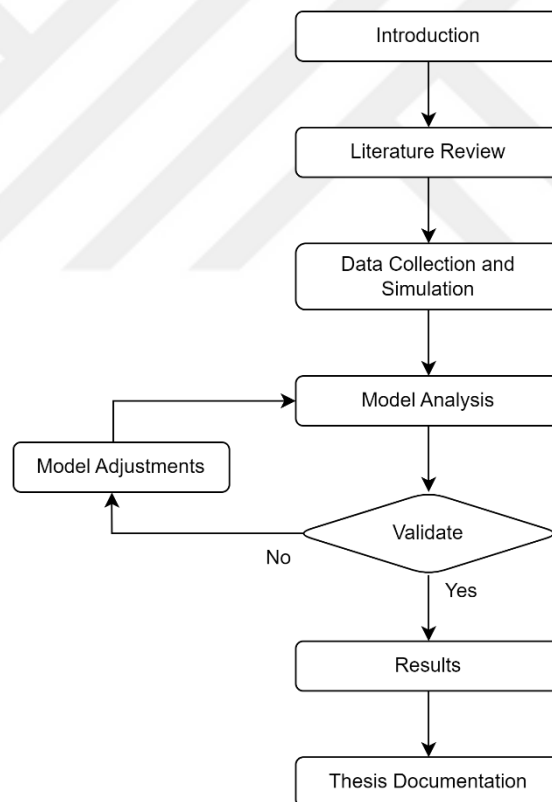 Introduction
Literature Review
Data Collection and
Simulation
Model Analysis
Model Adjustments
Validate
No
Yes
Results
Thesis Documentation